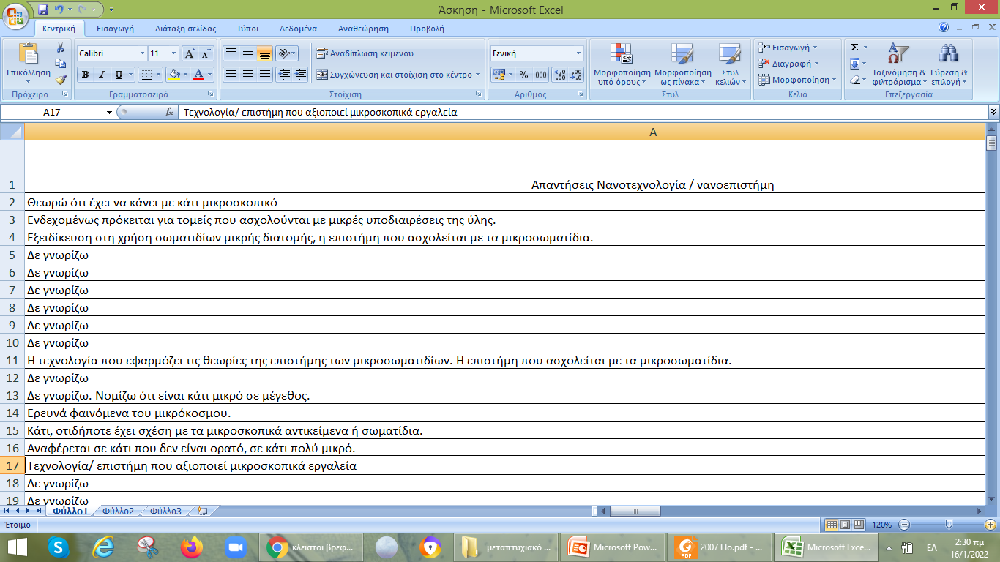 Άσκηση - Microsoft Excel
Κεντρική Εισαγωγή Διάταξη σελίδας Τύποι Δεδομένα Αναθεώρηση Προβολή
Επικόλληση
Πρόχειρο
Calibri 11
B I U
Γραμματοσειρά
Αναδίπλωση κειμένου
Συγχώνευση και στοίχιση στο κέντρο
Στοίχιση
Γενική
% 000
Αριθμός
Μορφοποίηση υπό όρους
Μορφοποίηση ως πίνακα
Στυλ κελιών
Στυλ
Εισαγωγή
Διαγραφή
Μορφοποίηση
Κελιά
Ταξινόμηση & φιλτράρισμα
Εύρεση & επιλογή
Επεξεργασία
A17 fx Τεχνολογία/ επιστήμη που αξιοποιεί μικροσκοπικά εργαλεία
A
1 Απαντήσεις Νανοτεχνολογία / νανοεπιστήμη
2 Θεωρώ ότι έχει να κάνει με κάτι μικροσκοπικό
3 Ενδεχομένως πρόκειται για τομείς που ασχολούνται με μικρές υποδιαιρέσεις της ύλης.
4 Εξειδίκευση στη χρήση σωματιδίων μικρής διατομής, η επιστήμη που ασχολείται με τα μικροσωματίδια.
5 Δε γνωρίζω
6 Δε γνωρίζω
7 Δε γνωρίζω
8 Δε γνωρίζω
9 Δε γνωρίζω
10 Δε γνωρίζω
11 Η τεχνολογία που εφαρμόζει τις θεωρίες της επιστήμης των μικροσωματιδίων. Η επιστήμη που ασχολείται με τα μικροσωματίδια.
12 Δε γνωρίζω
13 Δε γνωρίζω. Νομίζω ότι είναι κάτι μικρό σε μέγεθος.
14 Ερευνά φαινόμενα του μικρόκοσμου.
15 Κάτι, οτιδήποτε έχει σχέση με τα μικροσκοπικά αντικείμενα ή σωματίδια.
16 Αναφέρεται σε κάτι που δεν είναι ορατό, σε κάτι πολύ μικρό.
17 Τεχνολογία/ επιστήμη που αξιοποιεί μικροσκοπικά εργαλεία
18 Δε γνωρίζω
19 Δε γνωρίζω
Φύλλο1 Φύλλο2 Φύλλο3
Έτοιμο 120%
κλειστοι βρεφ... μεταπτυχιακό ... Microsoft Pow... 2007 Elo.pdf - ... Microsoft Exce... ΕΛ 2:30 πμ
16/1/2022